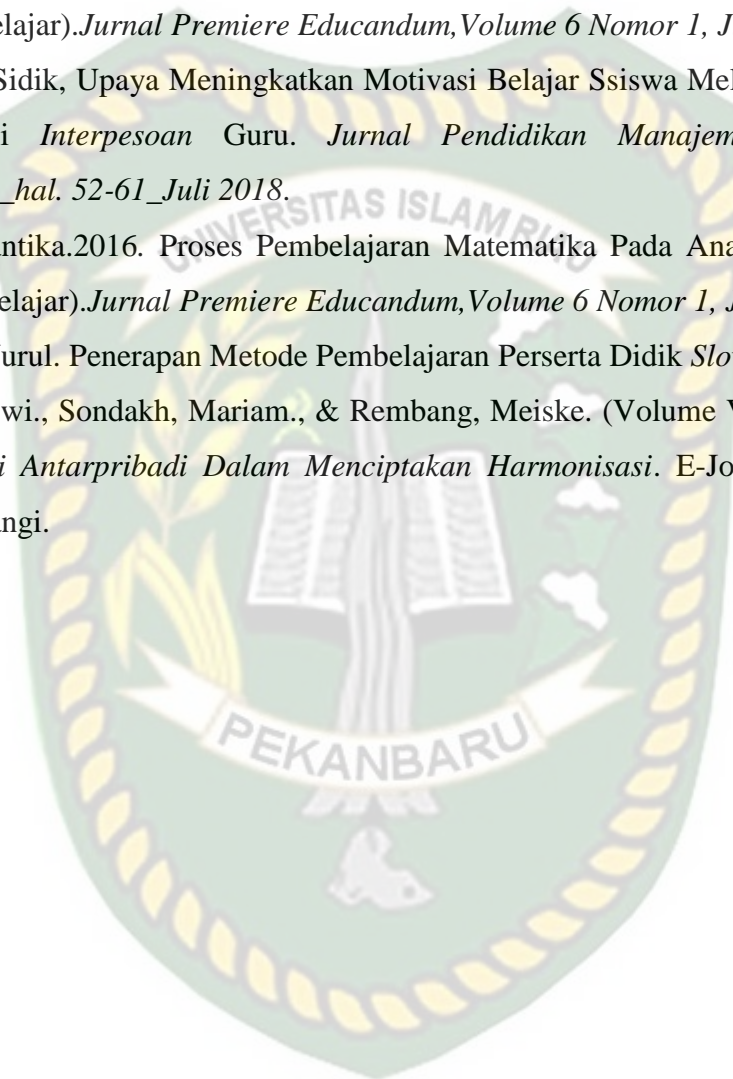 elajar).Jurnal Premiere Educandum,Volume 6 Nomor 1, J
Sidik, Upaya Meningkatkan Motivasi Belajar Ssiswa Mel
i Interpesoan Guru. Jurnal Pendidikan Manajem
_hal. 52-61_Juli 2018.
UNIVERSITAS ISLAM RIAU
antika.2016. Proses Pembelajaran Matematika Pada Ana
elajar).Jurnal Premiere Educandum,Volume 6 Nomor 1, J
Nurul. Penerapan Metode Pembelajaran Perserta Didik Slo
wi., Sondakh, Mariam., & Rembang, Meiske. (Volume V
i Antarpribadi Dalam Menciptakan Harmonisasi. E-Jo
ngi.
PEKANBARU